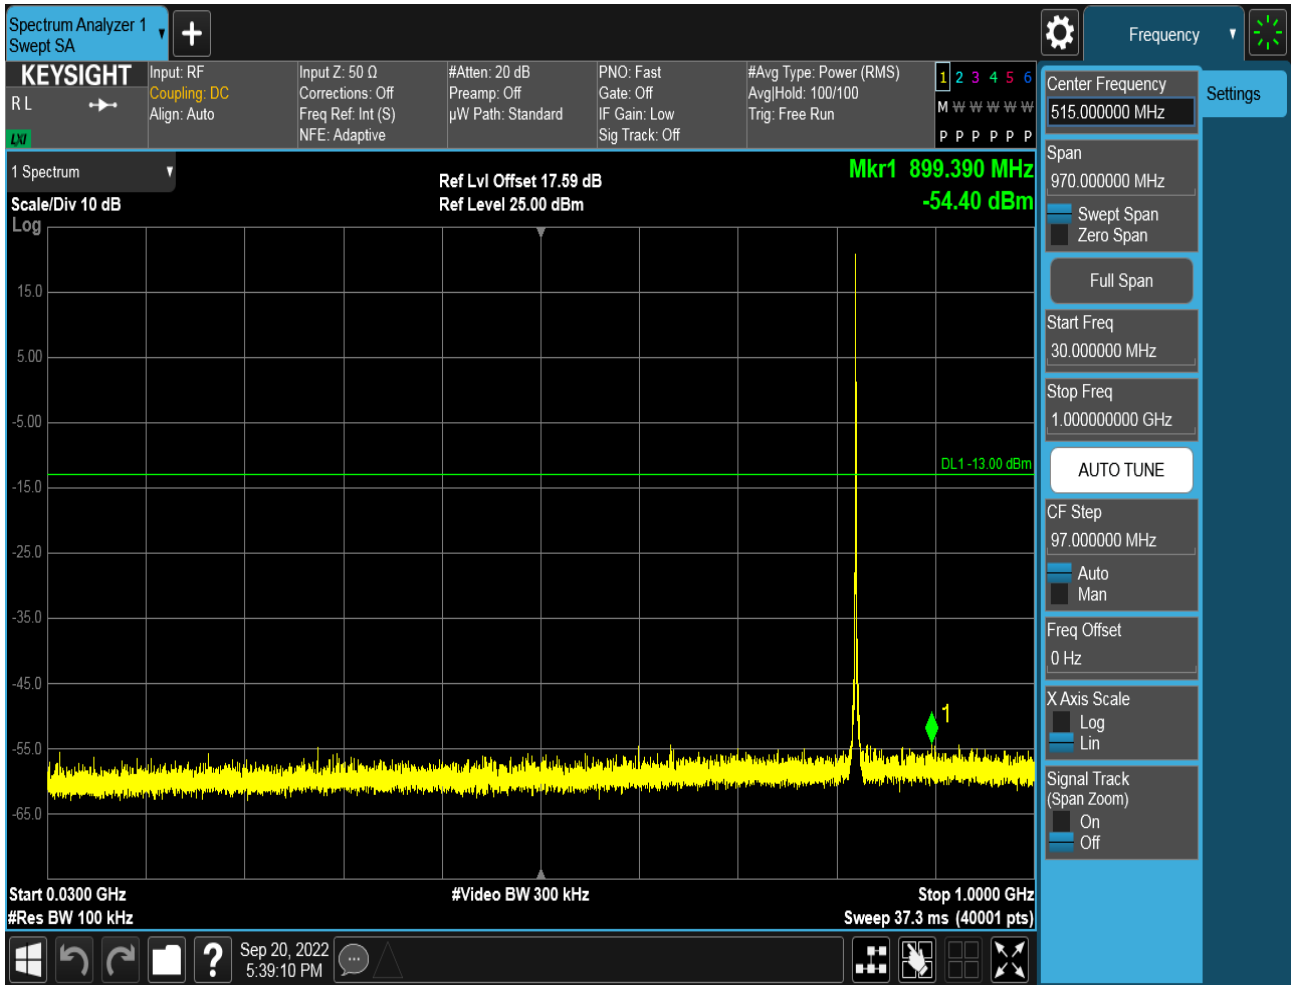 Spectrum Analyzer 1
Swept SA
Frequency
KEYSIGHT
R L
LXI
Input: RF
Coupling: DC
Align: Auto
Input Z: 50 Ω
Corrections: Off
Freq Ref: Int (S)
NFE: Adaptive
#Atten: 20 dB
Preamp: Off
µW Path: Standard
PNO: Fast
Gate: Off
IF Gain: Low
Sig Track: Off
#Avg Type: Power (RMS)
Avg|Hold: 100/100
Trig: Free Run
1 2 3 4 5 6
M W W W W W
P P P P P P
1 Spectrum
Scale/Div 10 dB
Log
Ref Lvl Offset 17.59 dB
Ref Level 25.00 dBm
Mkr1 899.390 MHz
-54.40 dBm
15.0
5.00
-5.00
-15.0
-25.0
-35.0
-45.0
-55.0
-65.0
DL1 -13.00 dBm
1
Start 0.0300 GHz
#Res BW 100 kHz
#Video BW 300 kHz
Stop 1.0000 GHz
Sweep 37.3 ms (40001 pts)
Center Frequency
515.000000 MHz
Settings
Span
970.000000 MHz
Swept Span
Zero Span
Full Span
Start Freq
30.000000 MHz
Stop Freq
1.000000000 GHz
AUTO TUNE
CF Step
97.000000 MHz
Auto
Man
Freq Offset
0 Hz
X Axis Scale
Log
Lin
Signal Track
(Span Zoom)
On
Off
?
Sep 20, 2022
5:39:10 PM